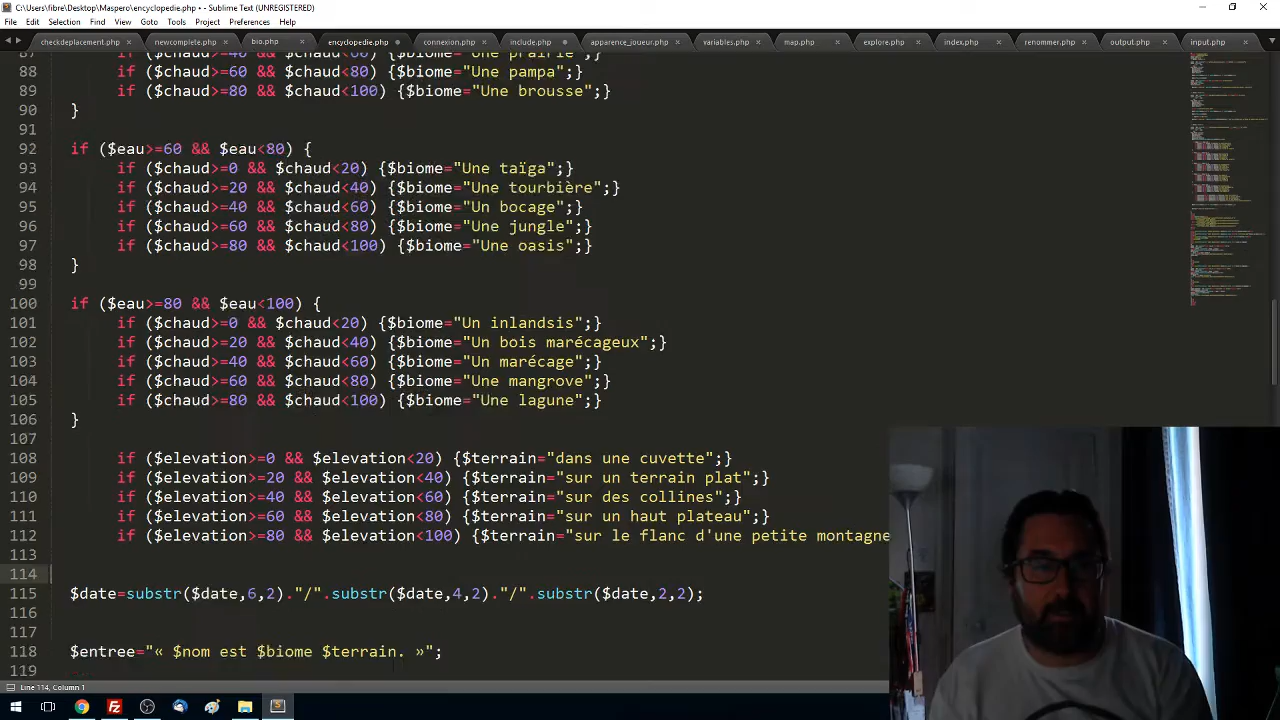 C:\Users\fibre\Desktop\Maspero\encyclopedie.php • - Sublime Text (UNREGISTERED)
File Edit Selection Find View Goto Tools Project Preferences Help
checkdeplacement.php newcomplete.php bio.php encyclopedie.php connexion.php include.php apparence_joueur.php variables.php map.php explore.php index.php renommer.php output.php input.php
87 if ($chaud>=40 && $chaud<60) {$biome="Une prairie";}
88 if ($chaud>=60 && $chaud<80) {$biome="Une pampa";}
89 if ($chaud>=80 && $chaud<100) {$biome="Une brousse";}
90 }
91
92 if ($eau>=60 && $eau<80) {
93 if ($chaud>=0 && $chaud<20) {$biome="Une taïga";}
94 if ($chaud>=20 && $chaud<40) {$biome="Une tourbière";}
95 if ($chaud>=40 && $chaud<60) {$biome="Un bocage";}
96 if ($chaud>=60 && $chaud<80) {$biome="Une jungle";}
97 if ($chaud>=80 && $chaud<100) {$biome="Une oasis";}
98 }
99
100 if ($eau>=80 && $eau<100) {
101 if ($chaud>=0 && $chaud<20) {$biome="Un inlandsis";}
102 if ($chaud>=20 && $chaud<40) {$biome="Un bois marécageux";}
103 if ($chaud>=40 && $chaud<60) {$biome="Un marécage";}
104 if ($chaud>=60 && $chaud<80) {$biome="Une mangrove";}
105 if ($chaud>=80 && $chaud<100) {$biome="Une lagune";}
106 }
107
108 if ($elevation>=0 && $elevation<20) {$terrain="dans une cuvette";}
109 if ($elevation>=20 && $elevation<40) {$terrain="sur un terrain plat";}
110 if ($elevation>=40 && $elevation<60) {$terrain="sur des collines";}
111 if ($elevation>=60 && $elevation<80) {$terrain="sur un haut plateau";}
112 if ($elevation>=80 && $elevation<100) {$terrain="sur le flanc d'une petite montagne
113
114
115 $date=substr($date,6,2)."/".substr($date,4,2)."/".substr($date,2,2);
116
117
118 $entree="« $nom est $biome $terrain. »";
119
Line 114, Column 1